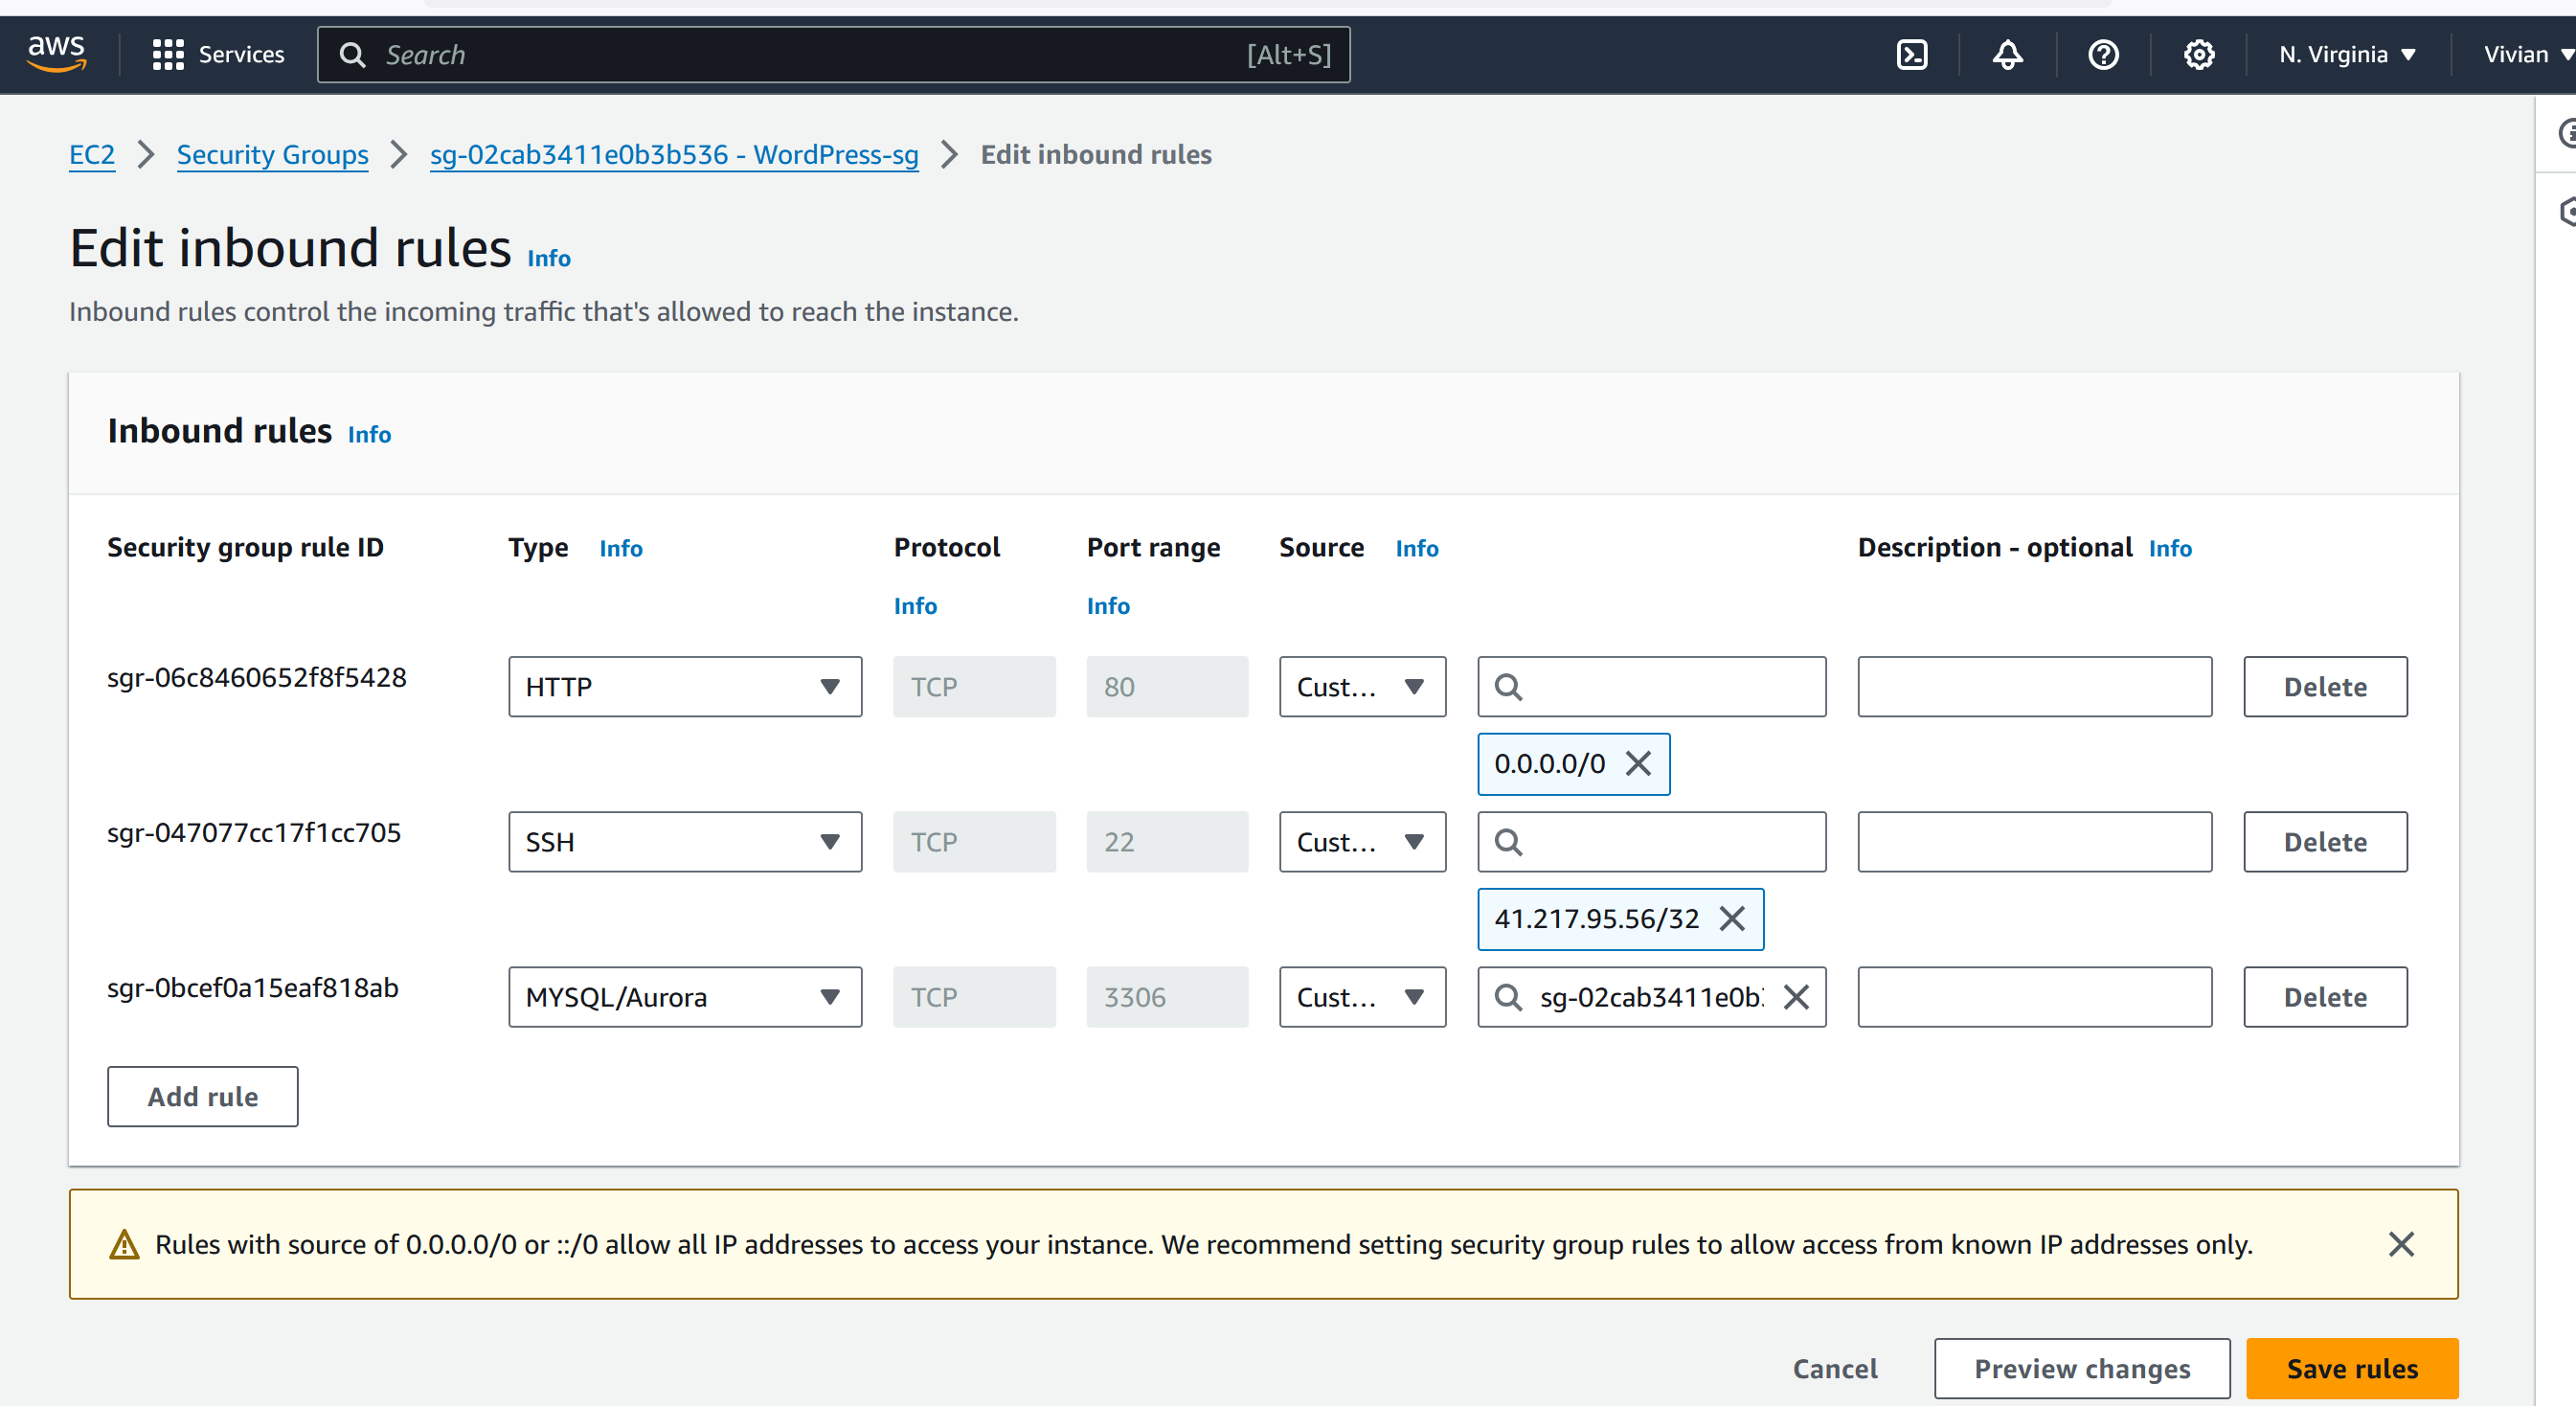 aws Services Search [Alt+S] N. Virginia Vivian
EC2 Security Groups sg-02cab3411e0b3b536 - WordPress-sg Edit inbound rules
Edit inbound rules Info
Inbound rules control the incoming traffic that's allowed to reach the instance.
Inbound rules Info
Security group rule ID Type Info Protocol Port range Source Info Description - optional Info
Info Info
sgr-06c8460652f8f5428 HTTP TCP 80 Cust... Delete
0.0.0.0/0
sgr-047077cc17f1cc705 SSH TCP 22 Cust... Delete
41.217.95.56/32
sgr-0bcef0a15eaf818ab MYSQL/Aurora TCP 3306 Cust... sg-02cab3411e0b Delete
Add rule
Rules with source of 0.0.0.0/0 or ::/0 allow all IP addresses to access your instance. We recommend setting security group rules to allow access from known IP addresses only.
Cancel Preview changes Save rules